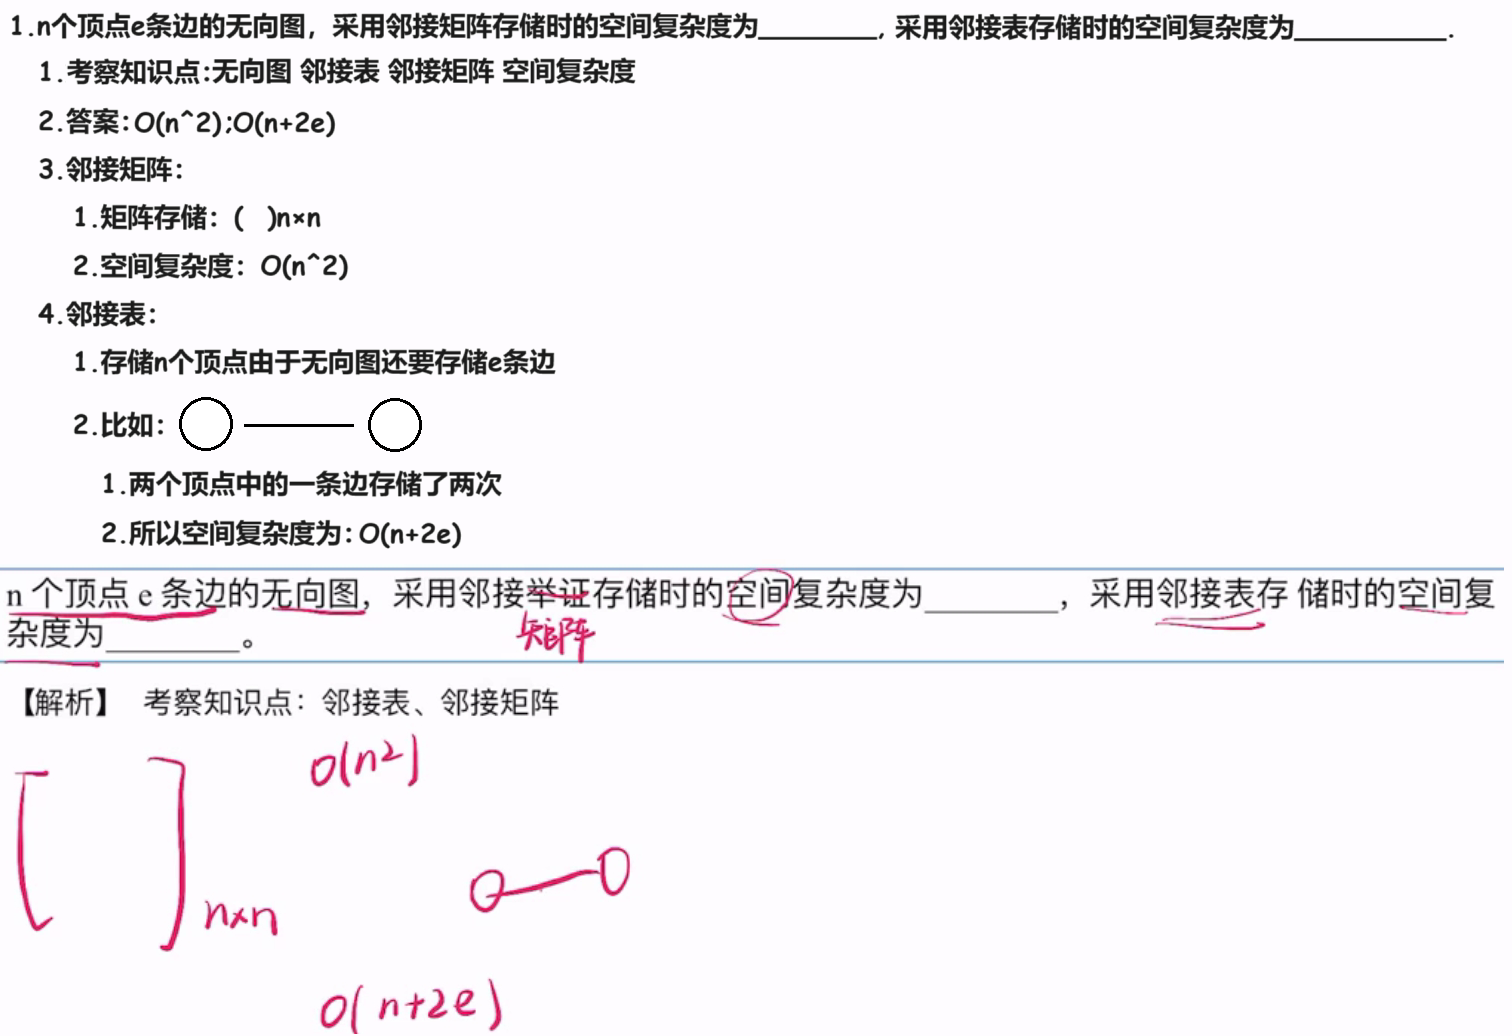 1.n个顶点e条边的无向图，采用邻接矩阵存储时的空间复杂度为________, 采用邻接表存储时的空间复杂度为__________.
1.考察知识点:无向图 邻接表 邻接矩阵 空间复杂度
2.答案:O(n^2);O(n+2e)
3.邻接矩阵:
1.矩阵存储: ( )n×n
2.空间复杂度: O(n^2)
4.邻接表:
1.存储n个顶点由于无向图还要存储e条边
2.比如:
1.两个顶点中的一条边存储了两次
2.所以空间复杂度为: O(n+2e)
n 个顶点 e 条边的无向图，采用邻接举证存储时的空间复杂度为_________，采用邻接表存 储时的空间复
杂度为_________。
矩阵
【解析】 考察知识点：邻接表、邻接矩阵
O(n2)
[ ]n×n
O(n+2e)